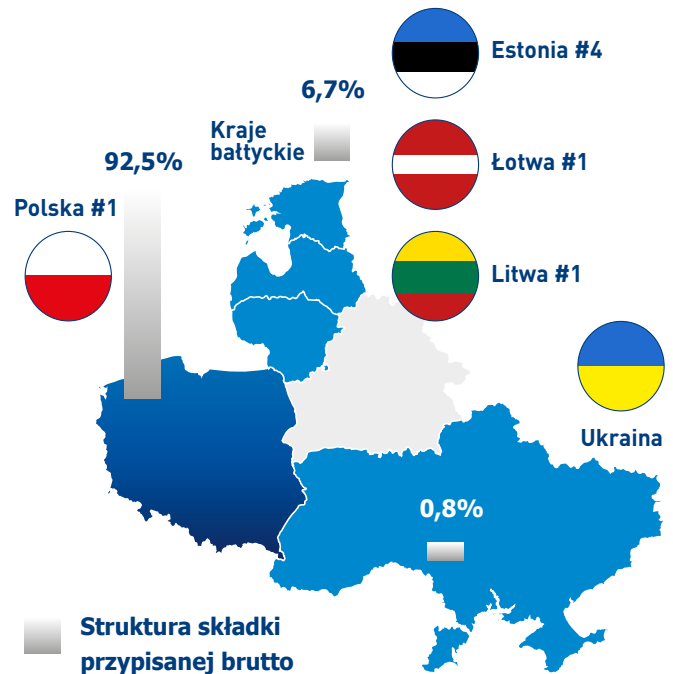 Estonia #4
6,7%
Kraje
bałtyckie
92,5%
Łotwa #1
Polska #1
Litwa #1
Ukraina
0,8%
Struktura składki
przypisanej brutto